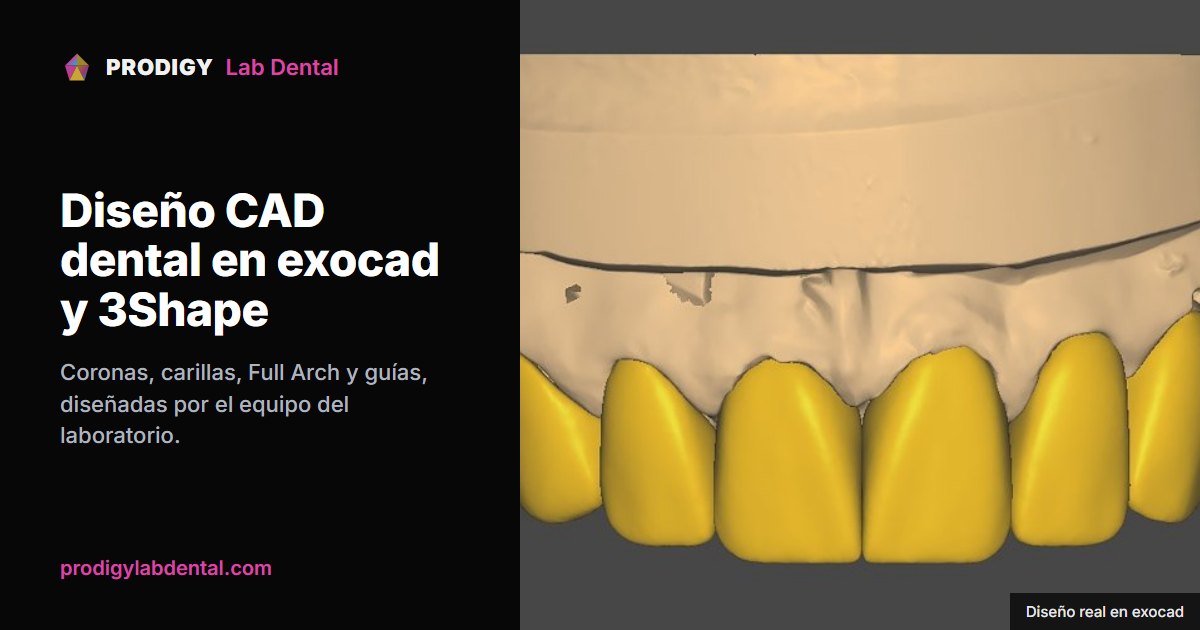 PRODIGY Lab Dental
Diseño CAD
dental en exocad
y 3Shape
Coronas, carillas, Full Arch y guías,
diseñadas por el equipo del
laboratorio.
prodigylabdental.com
Diseño real en exocad